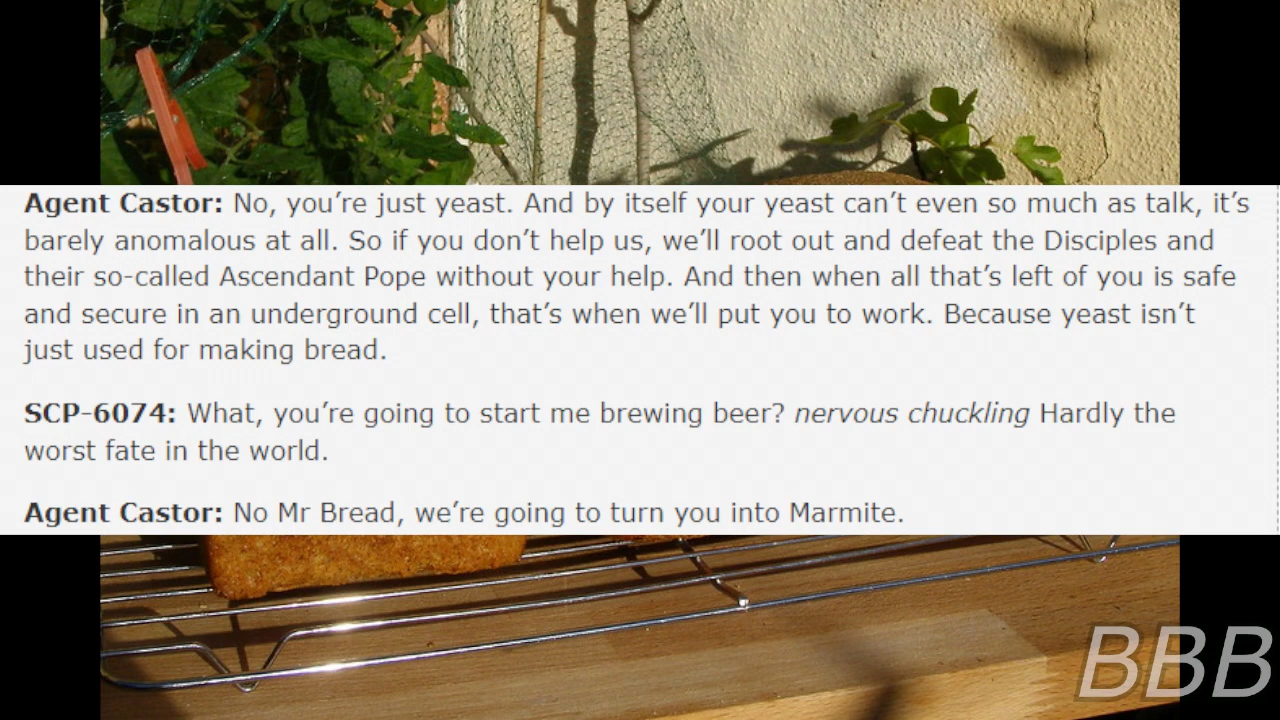 Agent Castor: No, you’re just yeast. And by itself your yeast can’t even so much as talk, it’s
barely anomalous at all. So if you don’t help us, we’ll root out and defeat the Disciples and
their so-called Ascendant Pope without your help. And then when all that’s left of you is safe
and secure in an underground cell, that’s when we’ll put you to work. Because yeast isn’t
just used for making bread.
SCP-6074: What, you’re going to start me brewing beer? nervous chuckling Hardly the
worst fate in the world.
Agent Castor: No Mr Bread, we’re going to turn you into Marmite.
BBB